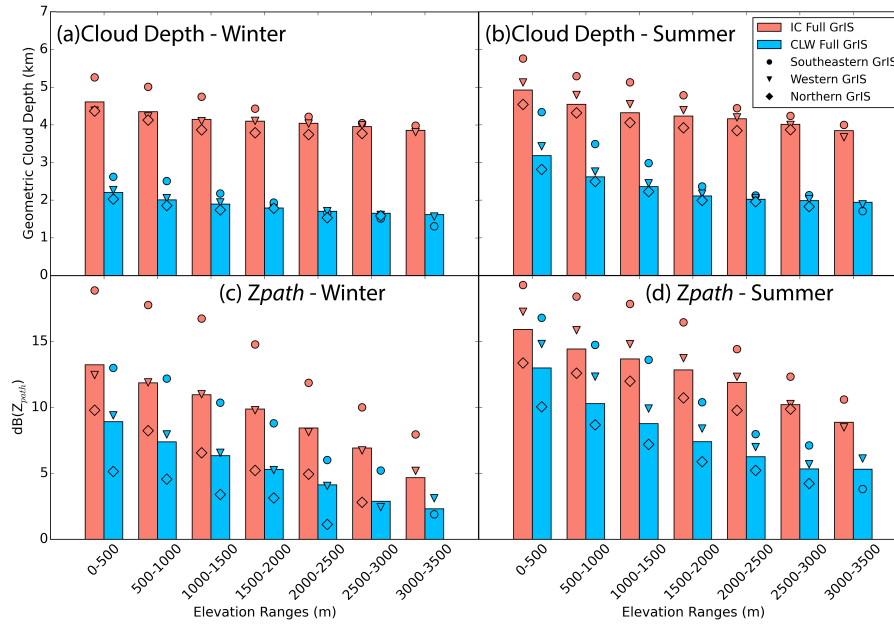 (a)Cloud Depth - Winter
(b) Cloud Depth - Summer
IC Full GrIS
CLW Full GrIS
Southeastern GrIS
Western GrIS
Northern GrIS
Geometric Cloud Depth (km)
7
6
5
4
3
2
1
0
(c) Zpath - Winter
(d) Zpath - Summer
dB(Zpath)
15
10
5
0
0-500
500-1000
1000-1500
1500-2000
2000-2500
2500-3000
3000-3500
0-500
500-1000
1000-1500
1500-2000
2000-2500
2500-3000
3000-3500
Elevation Ranges (m)
Elevation Ranges (m)